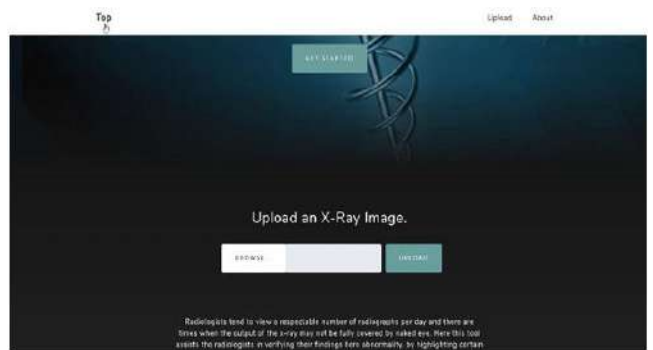 Top
Upload About
GET STARTED
Upload an X-Ray Image.
BROWSE
UPLOAD
Radiologists tend to view a respectable number of radiographs per day and there are
times when the output of the x-ray may not be fully covered by naked eye. Here this tool
assists the radiologists in verifying their findings bone abnormality, by highlighting certain